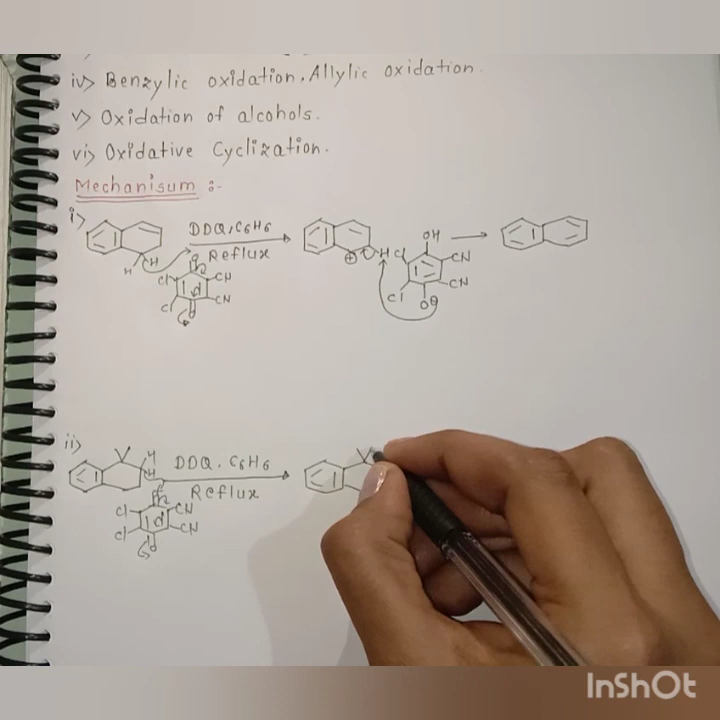 iv> Benzylic oxidation, Allylic oxidation.
v> Oxidation of alcohols.
vi> Oxidative Cyclization.
Mechanisum :-
i>
DDQ, C6H6
Reflux
H
H
O
Cl
CN
Cl
CN
O
⊕
H
OH
Cl
CN
Cl
CN
OΘ
ii>
DDQ. C6H6
Reflux
H
H
O
Cl
CN
Cl
CN
O
InShOt